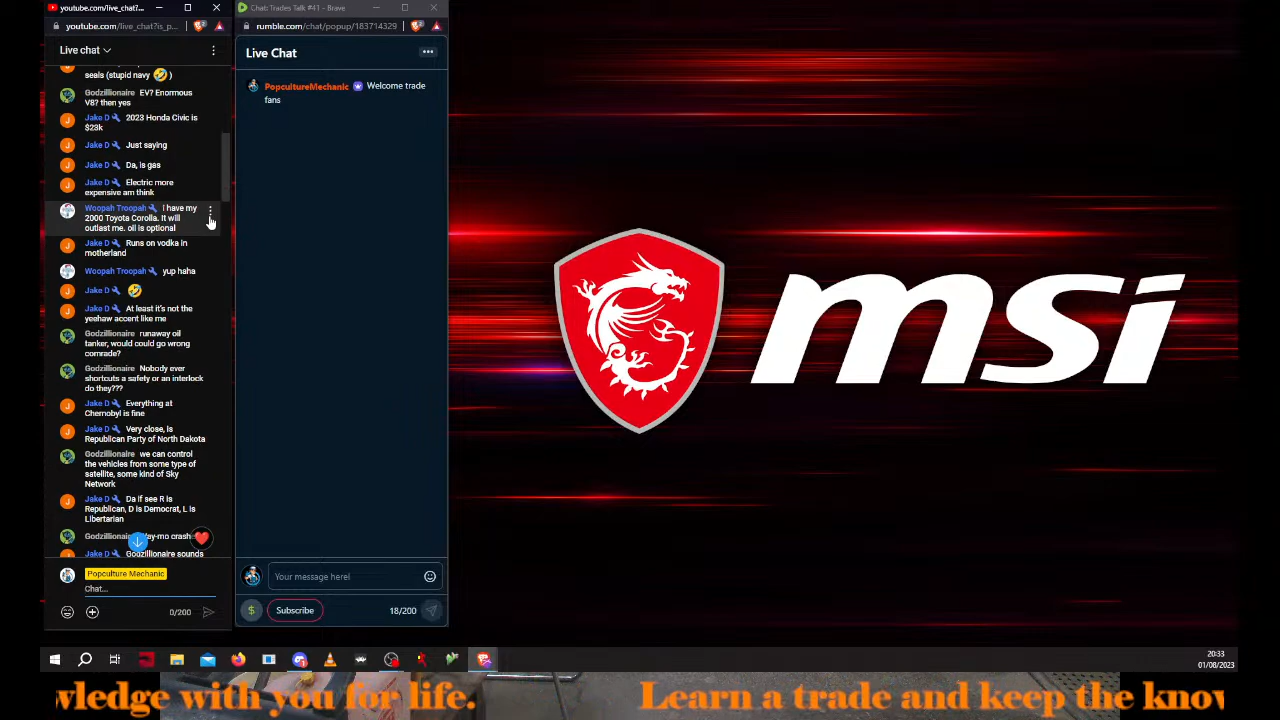 youtube.com/live_chat?...
Chat: Trades Talk #41 - Brave
youtube.com/live_chat?is_p...
rumble.com/chat/popup/183714329
Live chat
Live Chat
seals (stupid navy 🤣 )
Godzillionaire EV? Enormous
V8? then yes
Jake D 2023 Honda Civic is
$28k
Jake D Just saying
Jake D Da, is gas
Jake D Electric more
expensive am think
Woopah Troopah I have my
2000 Toyota Corolla. It will
outlast me. oil is optional
Jake D Runs on vodka in
motherland
Woopah Troopah yup haha
Jake D 🤣
Jake D At least it's not the
yeehaw accent like me
Godzillionaire runaway oil
tanker, would could go wrong
comrade?
Godzillionaire Nobody ever
shortcuts a safety or an interlock
do they???
Jake D Everything at
Chernobyl is fine
Jake D Very close, is
Republican Party of North Dakota
Godzillionaire we can control
the vehicles from some type of
satellite, some kind of Sky
Network
Jake D Da if see R is
Republican, D is Democrat, L is
Libertarian
Godzillionaire Way-mo crash
Jake D Godzillionaire sounds
Popculture Mechanic
Chat...
0/200
PopcultureMechanic Welcome trade
fans
Your message here!
$ Subscribe 18/200
msi
20:33
01/08/2023
wledge with you for life. Learn a trade and keep the know